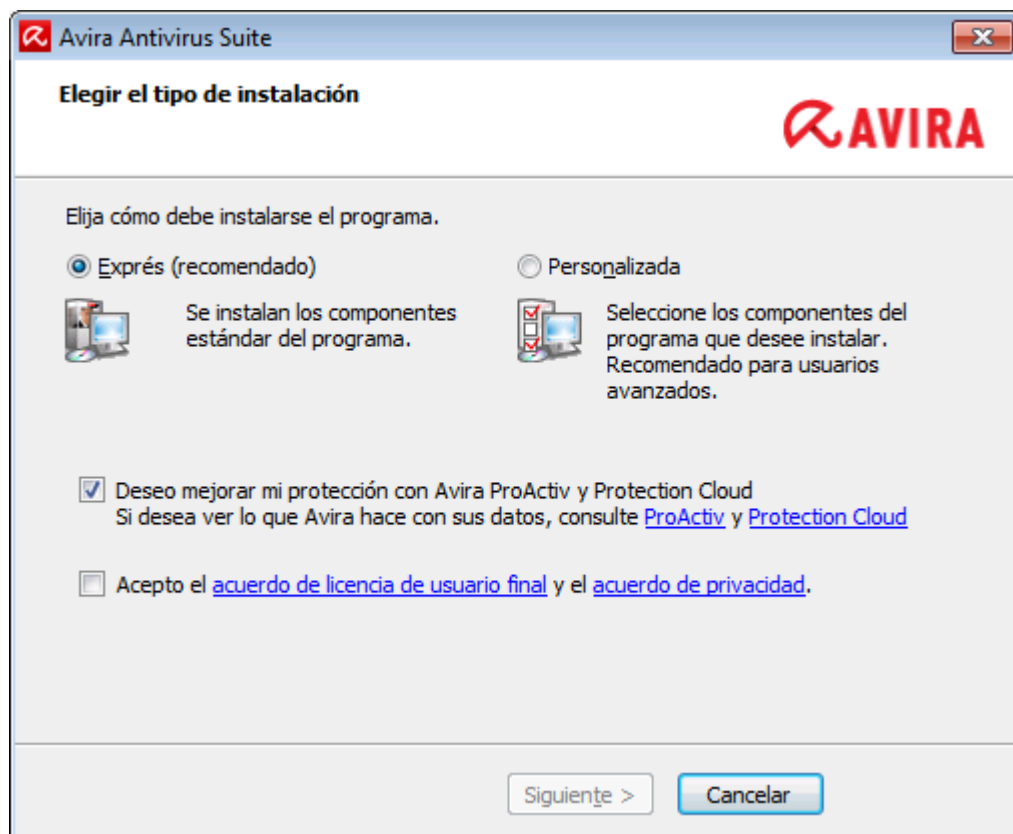 Avira Antivirus Suite
Elegir el tipo de instalación
AVIRA
Elija cómo debe instalarse el programa.
Exprés (recomendado)
Se instalan los componentes
estándar del programa.
Personalizada
Seleccione los componentes del
programa que desee instalar.
Recomendado para usuarios
avanzados.
Deseo mejorar mi protección con Avira ProActiv y Protection Cloud
Si desea ver lo que Avira hace con sus datos, consulte ProActiv y Protection Cloud
Acepto el acuerdo de licencia de usuario final y el acuerdo de privacidad.
Siguiente >
Cancelar